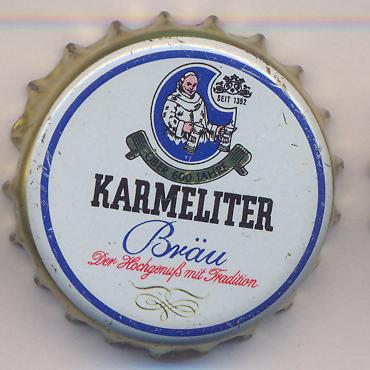 SEIT 1352
ÜBER 600 JAHRE
KARMELITER
Bräu
Der Hochgenuß mit Tradition